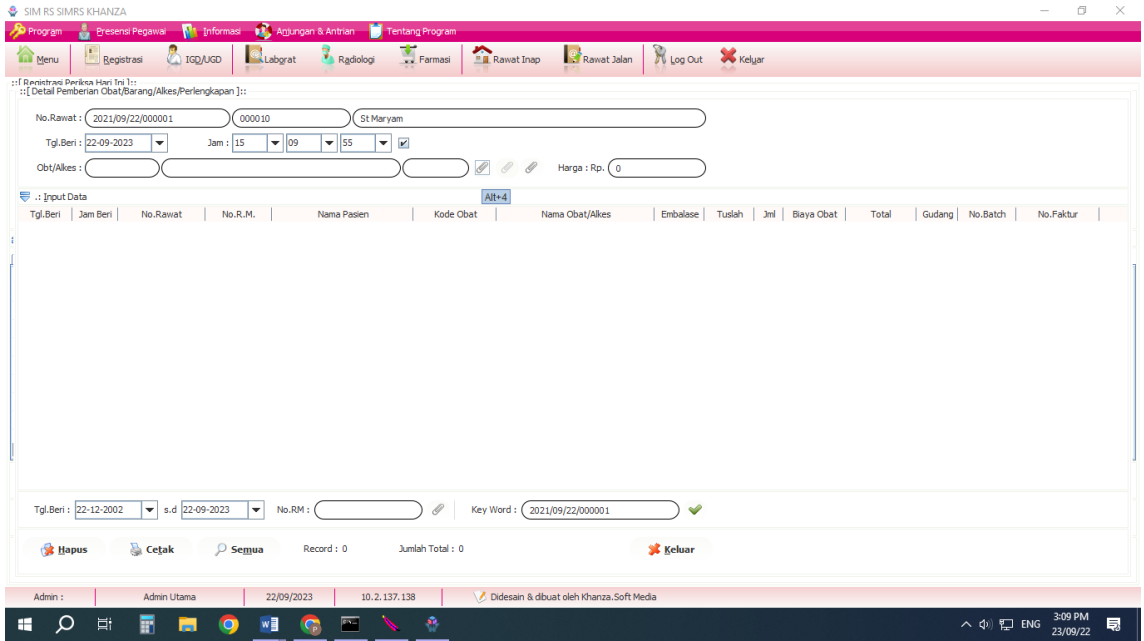 SIM RS SIMRS KHANZA
Program Presensi Pegawai Informasi Anjungan & Antrian Tentang Program
Menu Registrasi IGD/UGD Laborat Radiologi Farmasi Rawat Inap Rawat Jalan Log Out Keluar
::[ Registrasi Periksa Hari Ini ]::
::[ Detail Pemberian Obat/Barang/Alkes/Perlengkapan ]::
No.Rawat : 2021/09/22/000001 000010 St Maryam
Tgl.Beri : 22-09-2023 Jam : 15 09 55
Obt/Alkes : Harga : Rp. 0
.: Input Data Alt+4
Tgl.Beri Jam Beri No.Rawat No.R.M. Nama Pasien Kode Obat Nama Obat/Alkes Embalase Tuslah Jml Biaya Obat Total Gudang No.Batch No.Faktur
Tgl.Beri : 22-12-2002 s.d 22-09-2023 No.RM : Key Word : 2021/09/22/000001
Hapus Cetak Semua Record : 0 Jumlah Total : 0 Keluar
Admin : Admin Utama 22/09/2023 10.2.137.138 Didesain & dibuat oleh Khanza.Soft Media
ENG 3:09 PM
23/09/22